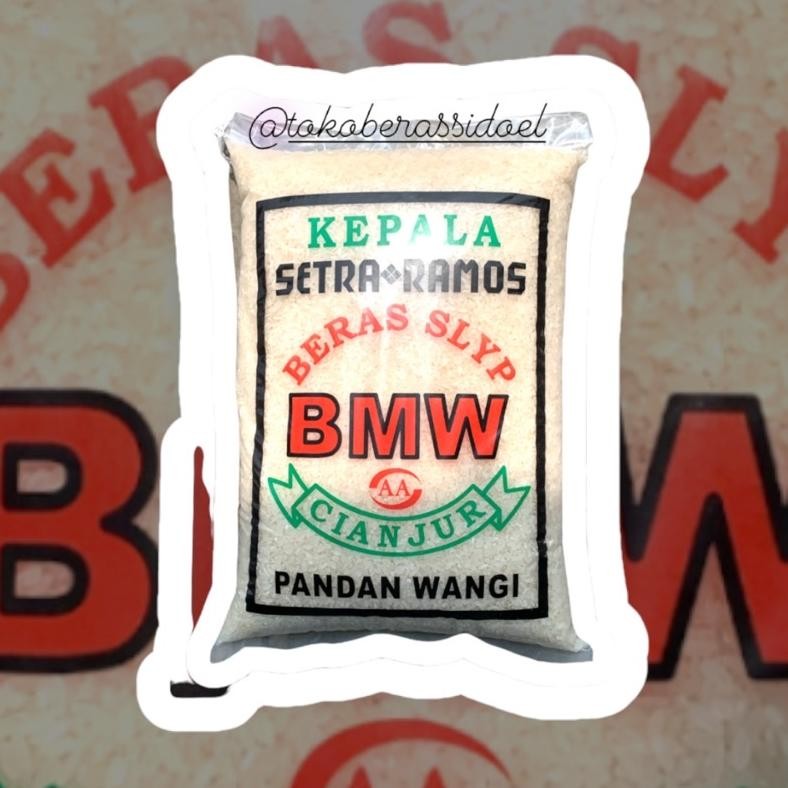 @tokoberassidoel
KEPALA
SETRA RAMOS
BERAS SLYP
BMW
AA
CIANJUR
PANDAN WANGI